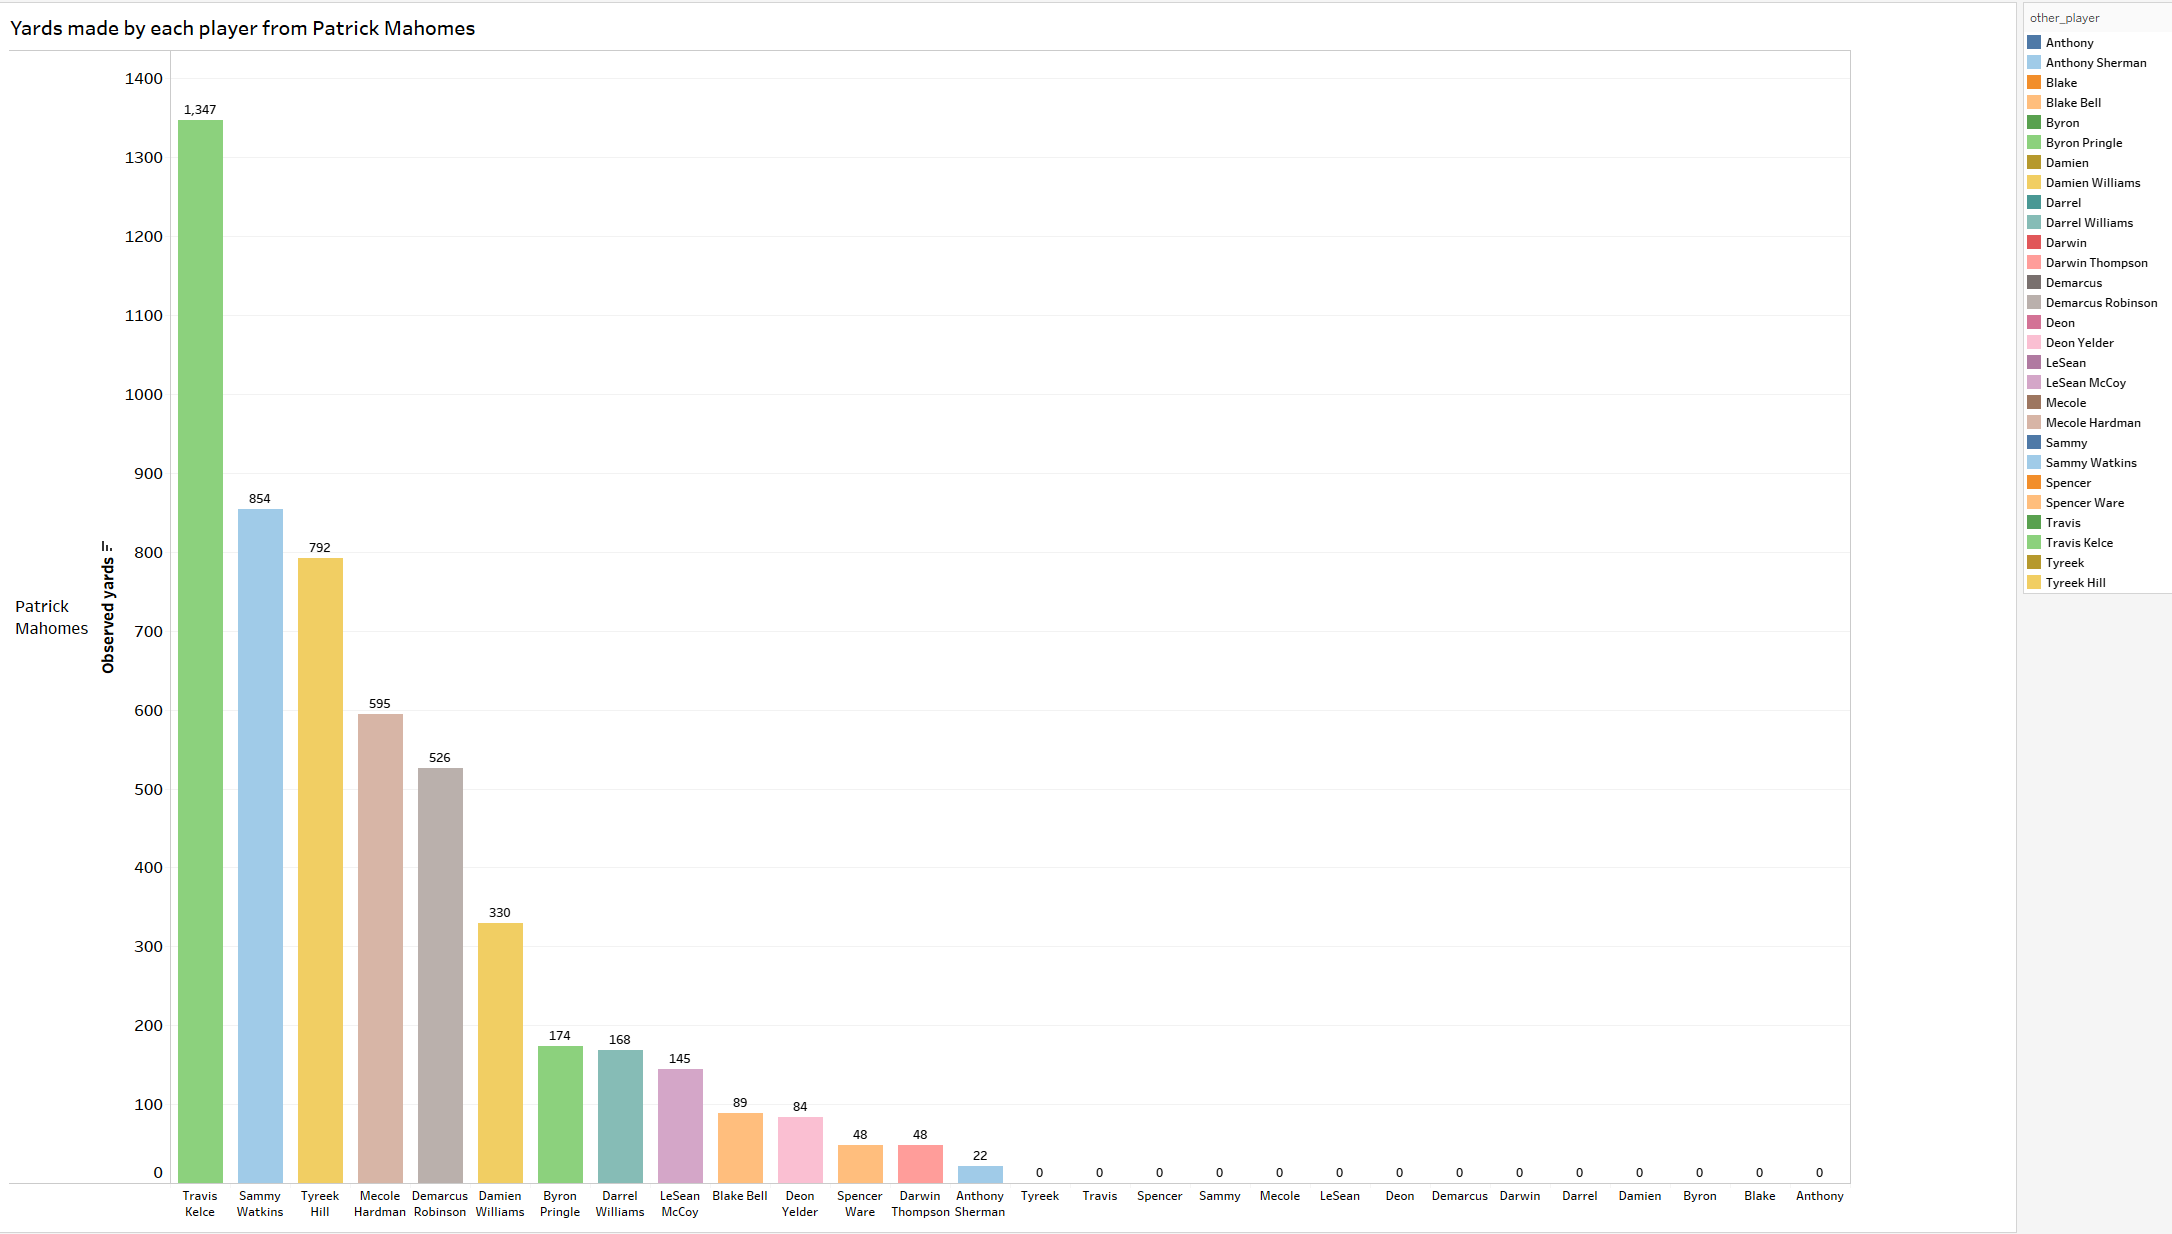 Yards made by each player from Patrick Mahomes
1400
1300
1200
1100
1000
900
800
700
600
500
400
300
200
100
0
Observed yards
Patrick
Mahomes
1,347
854
792
595
526
330
174
168
145
89
84
48
48
22
0
0
0
0
0
0
0
0
0
0
0
0
0
0
Travis
Kelce
Sammy
Watkins
Tyreek
Hill
Mecole
Hardman
Demarcus
Robinson
Damien
Williams
Byron
Pringle
Darrel
Williams
LeSean
McCoy
Blake Bell
Deon
Yelder
Spencer
Ware
Darwin
Thompson
Anthony
Sherman
Tyreek
Travis
Spencer
Sammy
Mecole
LeSean
Deon
Demarcus
Darwin
Darrel
Damien
Byron
Blake
Anthony
other_player
Anthony
Anthony Sherman
Blake
Blake Bell
Byron
Byron Pringle
Damien
Damien Williams
Darrel
Darrel Williams
Darwin
Darwin Thompson
Demarcus
Demarcus Robinson
Deon
Deon Yelder
LeSean
LeSean McCoy
Mecole
Mecole Hardman
Sammy
Sammy Watkins
Spencer
Spencer Ware
Travis
Travis Kelce
Tyreek
Tyreek Hill